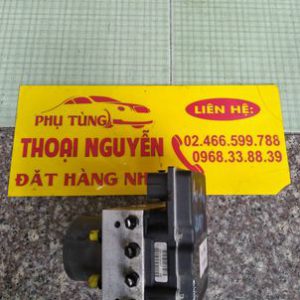 PHỤ TÙNG
LIÊN HỆ:
THOẠI NGUYỄN
02.466.599.788
0968.33.88.39
ĐẶT HÀNG NH